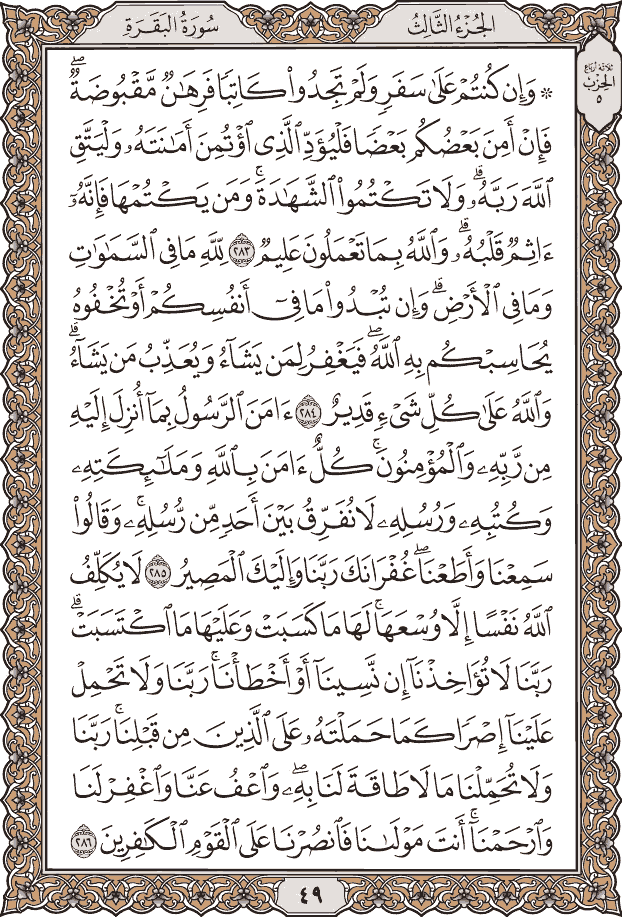 سُورَةُ البَقَرَةِ
الجُزْءُ الثَّالِثُ
ثلاثة أرباع
الحِزْب
٥
۞ وَإِن كُنتُمْ عَلَىٰ سَفَرٍ وَلَمْ تَجِدُوا۟ كَاتِبًا فَرِهَٰنٌ مَّقْبُوضَةٌ ۖ
فَإِنْ أَمِنَ بَعْضُكُم بَعْضًا فَلْيُؤَدِّ ٱلَّذِى ٱؤْتُمِنَ أَمَٰنَتَهُۥ وَلْيَتَّقِ
ٱللَّهَ رَبَّهُۥ ۗ وَلَا تَكْتُمُوا۟ ٱلشَّهَٰدَةَ ۚ وَمَن يَكْتُمْهَا فَإِنَّهُۥٓ
ءَاثِمٌ قَلْبُهُۥ ۗ وَٱللَّهُ بِمَا تَعْمَلُونَ عَلِيمٌ ٢٨٣ لِّلَّهِ مَا فِى ٱلسَّمَٰوَٰتِ
وَمَا فِى ٱلْأَرْضِ ۗ وَإِن تُبْدُوا۟ مَا فِىٓ أَنفُسِكُمْ أَوْ تُخْفُوهُ
يُحَاسِبْكُم بِهِ ٱللَّهُ ۖ فَيَغْفِرُ لِمَن يَشَآءُ وَيُعَذِّبُ مَن يَشَآءُ ۗ
وَٱللَّهُ عَلَىٰ كُلِّ شَىْءٍ قَدِيرٌ ٢٨٤ ءَامَنَ ٱلرَّسُولُ بِمَآ أُنزِلَ إِلَيْهِ
مِن رَّبِّهِۦ وَٱلْمُؤْمِنُونَ ۚ كُلٌّ ءَامَنَ بِٱللَّهِ وَمَلَٰٓئِكَتِهِۦ
وَكُتُبِهِۦ وَرُسُلِهِۦ لَا نُفَرِّقُ بَيْنَ أَحَدٍ مِّن رُّسُلِهِۦ ۚ وَقَالُوا۟
سَمِعْنَا وَأَطَعْنَا ۖ غُفْرَانَكَ رَبَّنَا وَإِلَيْكَ ٱلْمَصِيرُ ٢٨٥ لَا يُكَلِّفُ
ٱللَّهُ نَفْسًا إِلَّا وُسْعَهَا ۚ لَهَا مَا كَسَبَتْ وَعَلَيْهَا مَا ٱكْتَسَبَتْ ۗ
رَبَّنَا لَا تُؤَاخِذْنَآ إِن نَّسِينَآ أَوْ أَخْطَأْنَا ۚ رَبَّنَا وَلَا تَحْمِلْ
عَلَيْنَآ إِصْرًا كَمَا حَمَلْتَهُۥ عَلَى ٱلَّذِينَ مِن قَبْلِنَا ۚ رَبَّنَا
وَلَا تُحَمِّلْنَا مَا لَا طَاقَةَ لَنَا بِهِۦ ۖ وَٱعْفُ عَنَّا وَٱغْفِرْ لَنَا
وَٱرْحَمْنَآ ۚ أَنتَ مَوْلَىٰنَا فَٱنصُرْنَا عَلَى ٱلْقَوْمِ ٱلْكَٰفِرِينَ ٢٨٦
٤٩